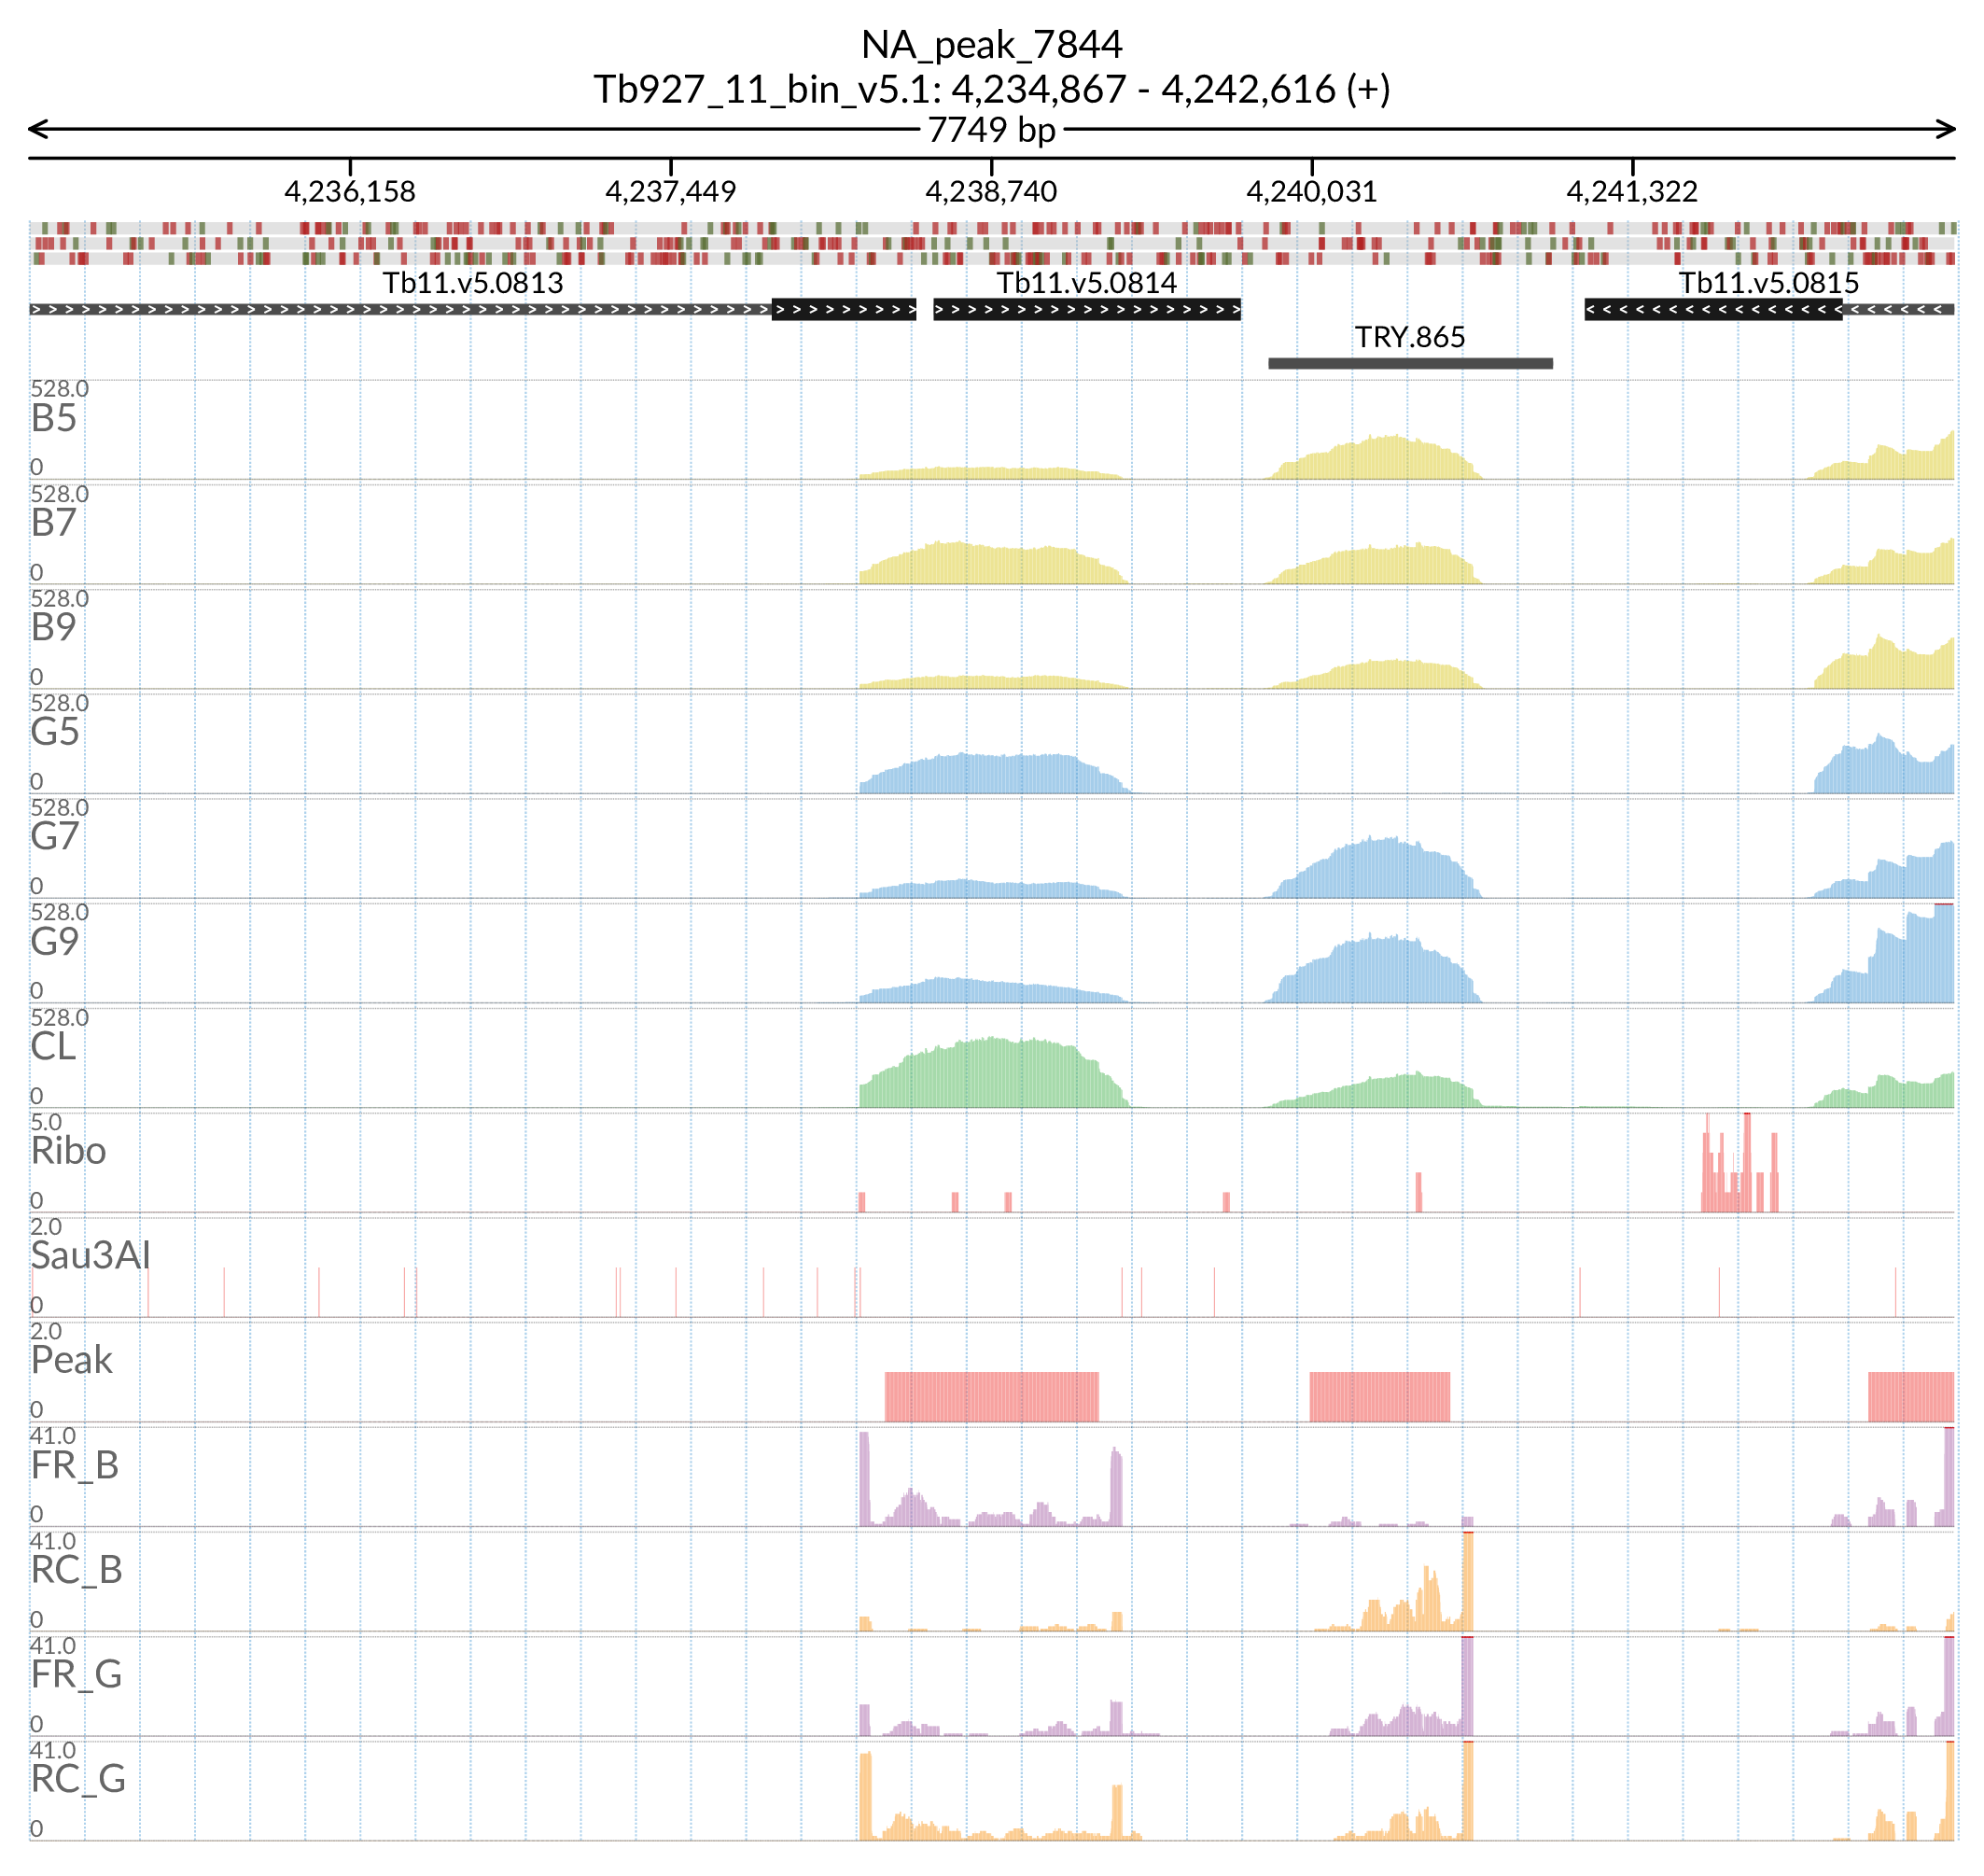 NA_peak_7844
Tb927_11_bin_v5.1: 4,234,867 - 4,242,616 (+)
7749 bp
4,236,158 4,237,449 4,238,740 4,240,031 4,241,322
Tb11.v5.0813 Tb11.v5.0814 Tb11.v5.0815
TRY.865
528.0
B5
0
528.0
B7
0
528.0
B9
0
528.0
G5
0
528.0
G7
0
528.0
G9
0
528.0
CL
0
5.0
Ribo
0
2.0
Sau3AI
0
2.0
Peak
0
41.0
FR_B
0
41.0
RC_B
0
41.0
FR_G
0
41.0
RC_G
0